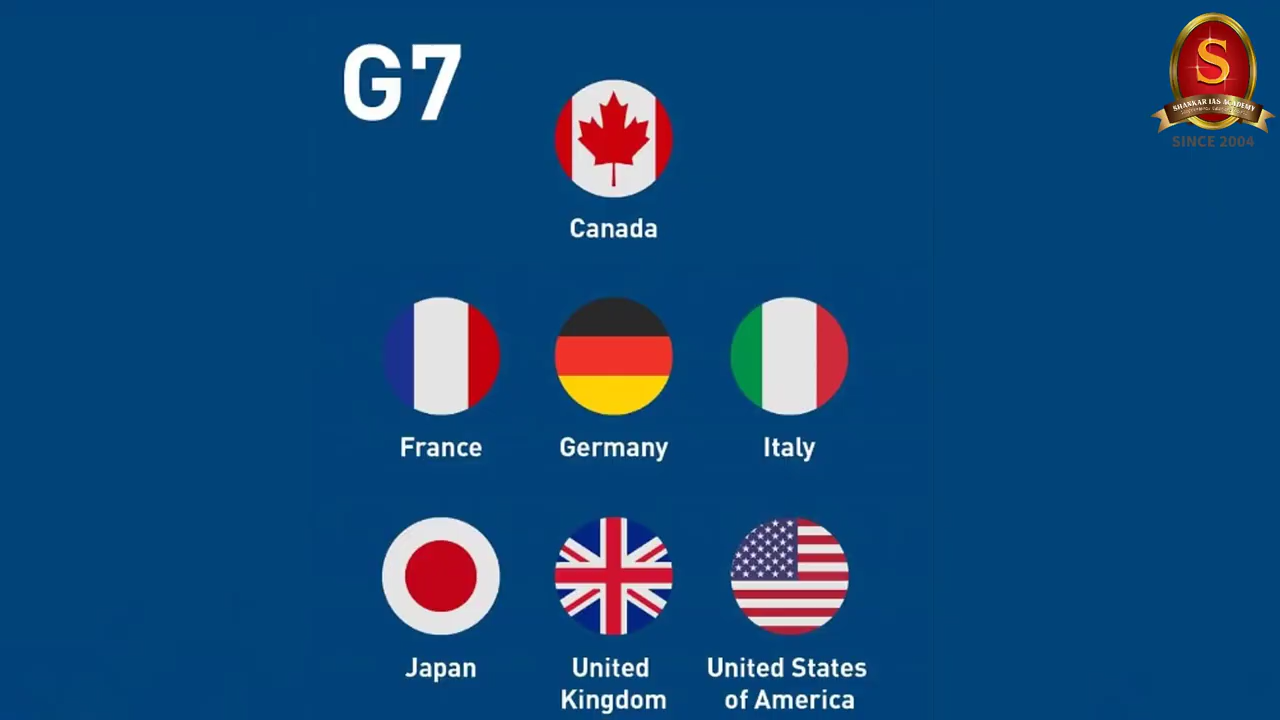 G7
S
SHANKAR IAS ACADEMY
SINCE 2004
Canada
France
Germany
Italy
Japan
United
Kingdom
United States
of America